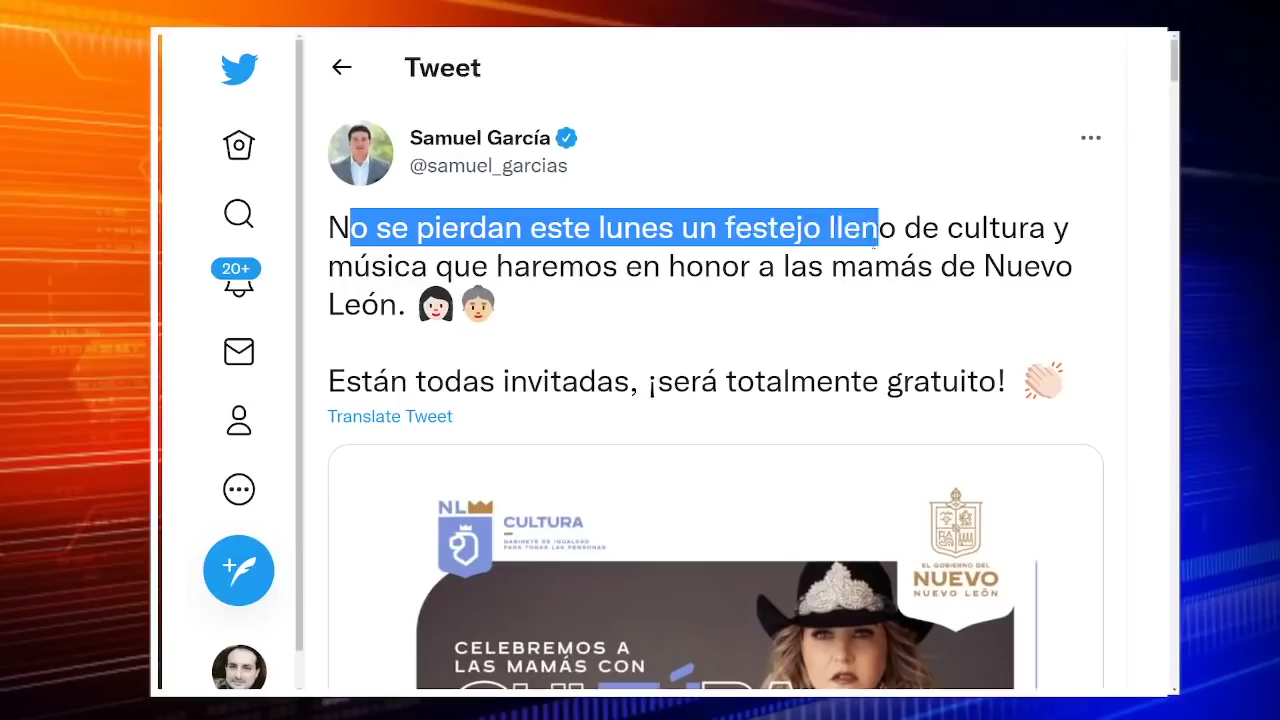 Tweet
Samuel García
@samuel_garcias
No se pierdan este lunes un festejo lleno de cultura y
música que haremos en honor a las mamás de Nuevo
León.
Están todas invitadas, ¡será totalmente gratuito!
Translate Tweet
20+
NL
CULTURA
GABINETE DE IGUALDAD
PARA TODAS LAS PERSONAS
EL GOBIERNO DEL
NUEVO
NUEVO LEÓN
CELEBREMOS A
LAS MAMÁS CON